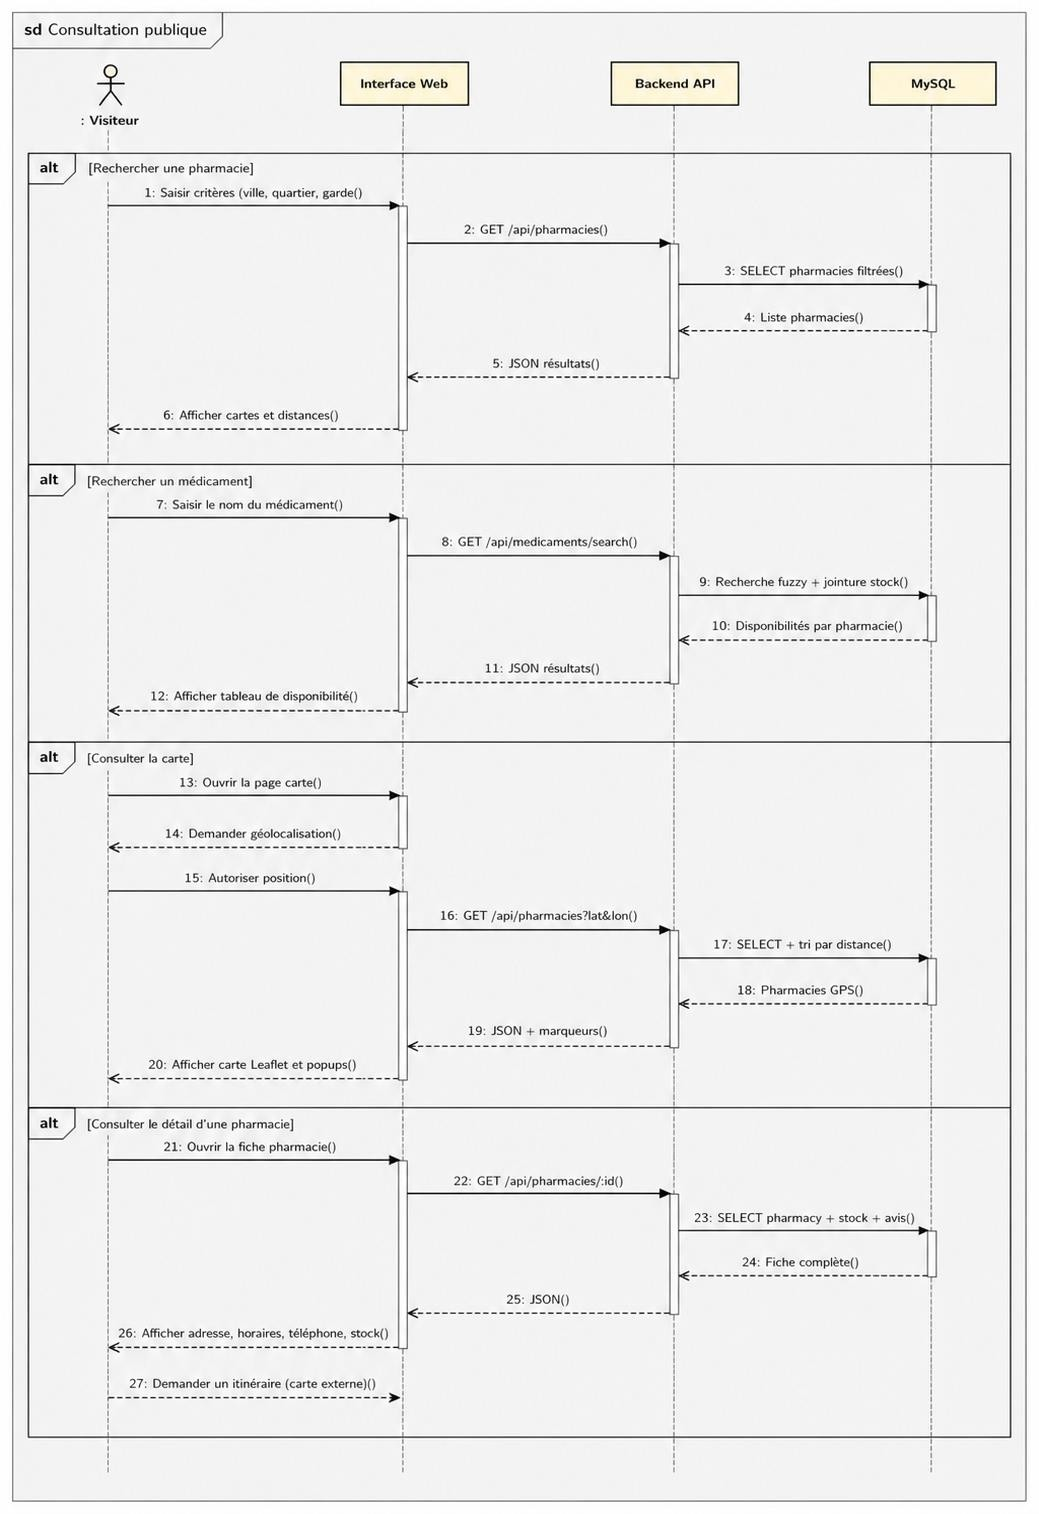 sd Consultation publique
Interface Web
Backend API
MySQL
: Visiteur
alt
[Rechercher une pharmacie]
1: Saisir critères (ville, quartier, garde()
2: GET /api/pharmacies()
3: SELECT pharmacies filtrées()
4: Liste pharmacies()
5: JSON résultats()
6: Afficher cartes et distances()
alt
[Rechercher un médicament]
7: Saisir le nom du médicament()
8: GET /api/medicaments/search()
9: Recherche fuzzy + jointure stock()
10: Disponibilités par pharmacie()
11: JSON résultats()
12: Afficher tableau de disponibilité()
alt
[Consulter la carte]
13: Ouvrir la page carte()
14: Demander géolocalisation()
15: Autoriser position()
16: GET /api/pharmacies?lat&lon()
17: SELECT + tri par distance()
18: Pharmacies GPS()
19: JSON + marqueurs()
20: Afficher carte Leaflet et popups()
alt
[Consulter le détail d'une pharmacie]
21: Ouvrir la fiche pharmacie()
22: GET /api/pharmacies/:id()
23: SELECT pharmacy + stock + avis()
24: Fiche complète()
25: JSON()
26: Afficher adresse, horaires, téléphone, stock()
27: Demander un itinéraire (carte externe)()